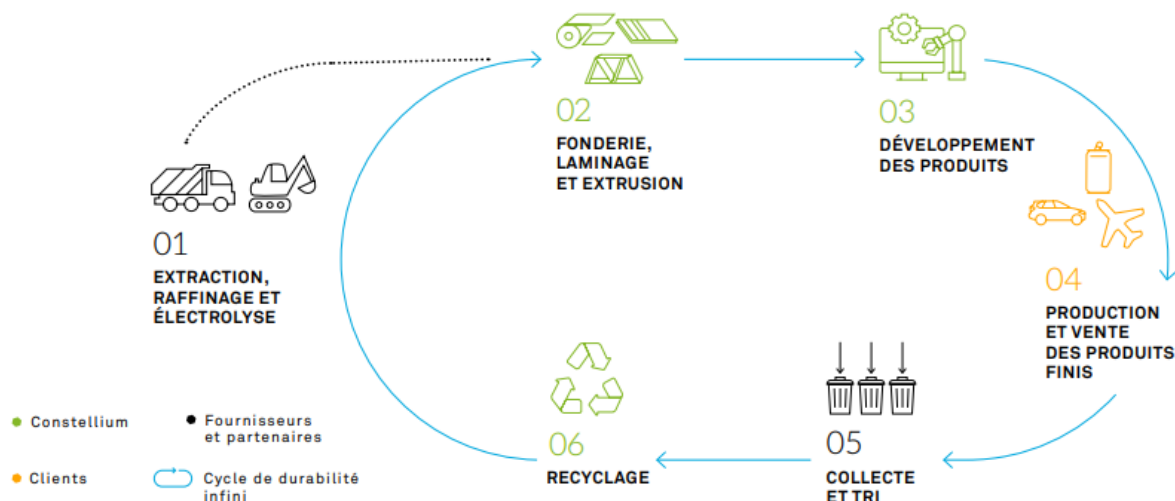 01
EXTRACTION,
RAFFINAGE ET
ÉLECTROLYSE
02
FONDERIE,
LAMINAGE
ET EXTRUSION
03
DÉVELOPPEMENT
DES PRODUITS
04
PRODUCTION
ET VENTE
DES PRODUITS
FINIS
05
COLLECTE
ET TRI
06
RECYCLAGE
Constellium
Fournisseurs
et partenaires
Clients
Cycle de durabilité
infini